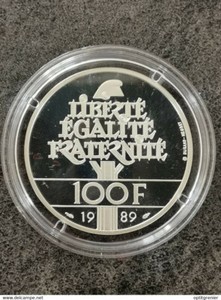 LIBERTÉ
ÉGALITÉ
FRATERNITÉ
100F
19 89